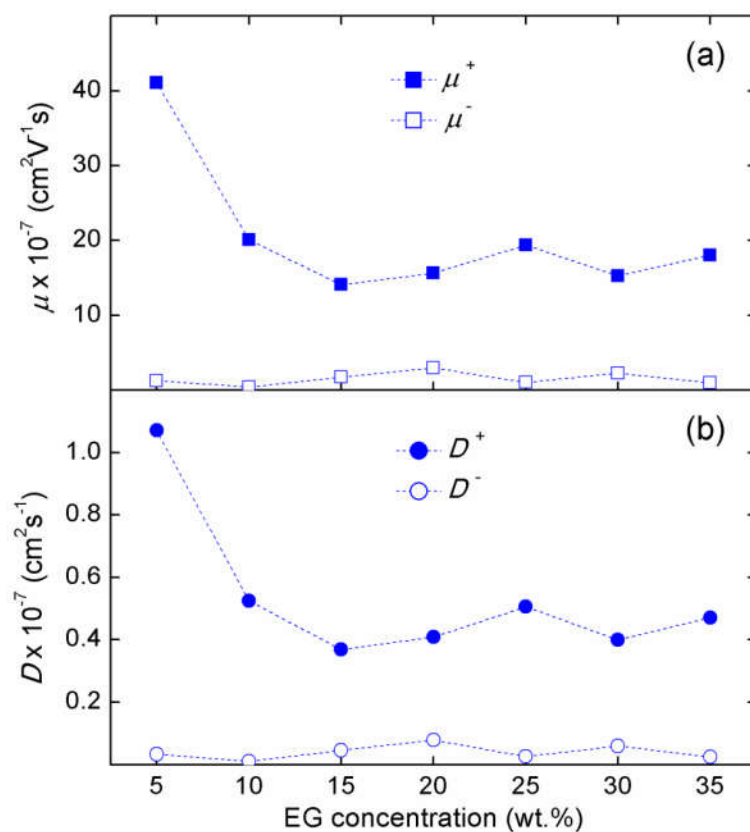 (a)
μ⁺
μ⁻
40
30
20
10
μ x 10⁻⁷ (cm²V⁻¹s)
(b)
D⁺
D⁻
1.0
0.8
0.6
0.4
0.2
D x 10⁻⁷ (cm²s⁻¹)
5 10 15 20 25 30 35
EG concentration (wt.%)